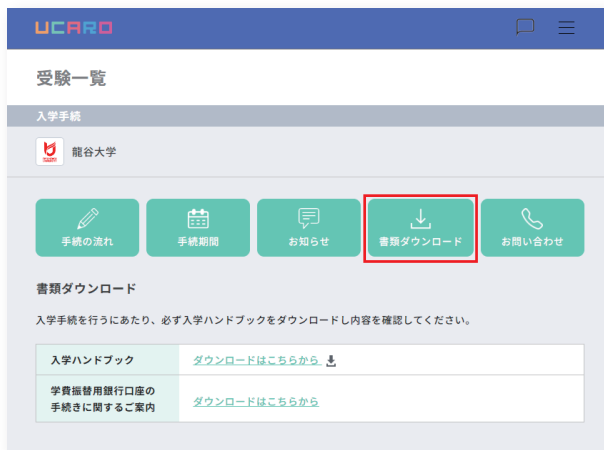 UCARO
受験一覧
入学手続
龍谷大学
手続の流れ
手続期間
お知らせ
書類ダウンロード
お問い合わせ
書類ダウンロード
入学手続を行うにあたり、必ず入学ハンドブックをダウンロードし内容を確認してください。
入学ハンドブック
ダウンロードはこちらから
学費振替用銀行口座の
手続きに関するご案内
ダウンロードはこちらから